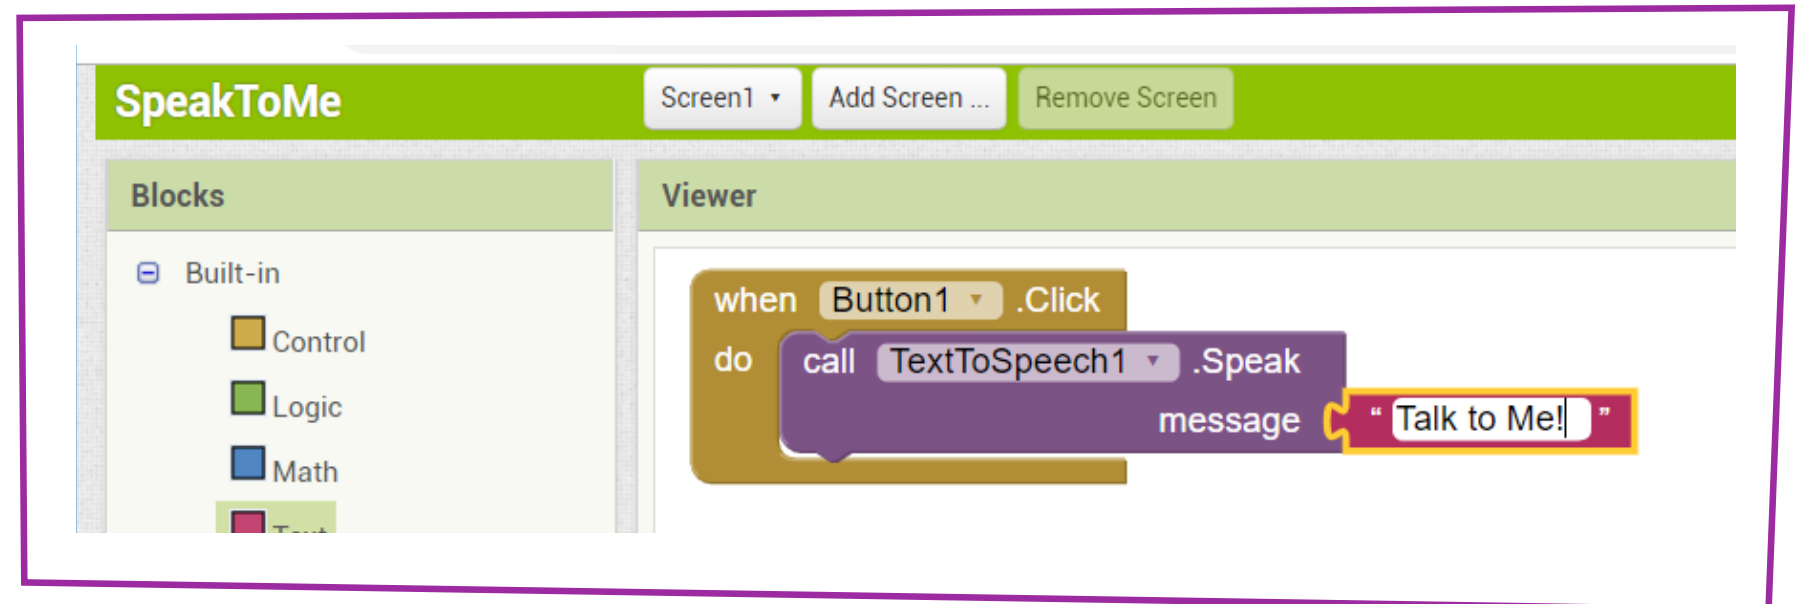 SpeakToMe
Screen1 Add Screen ... Remove Screen
Blocks
Viewer
Built-in
Control
Logic
Math
Text
when Button1 .Click
do call TextToSpeech1 .Speak
message " Talk to Me! "